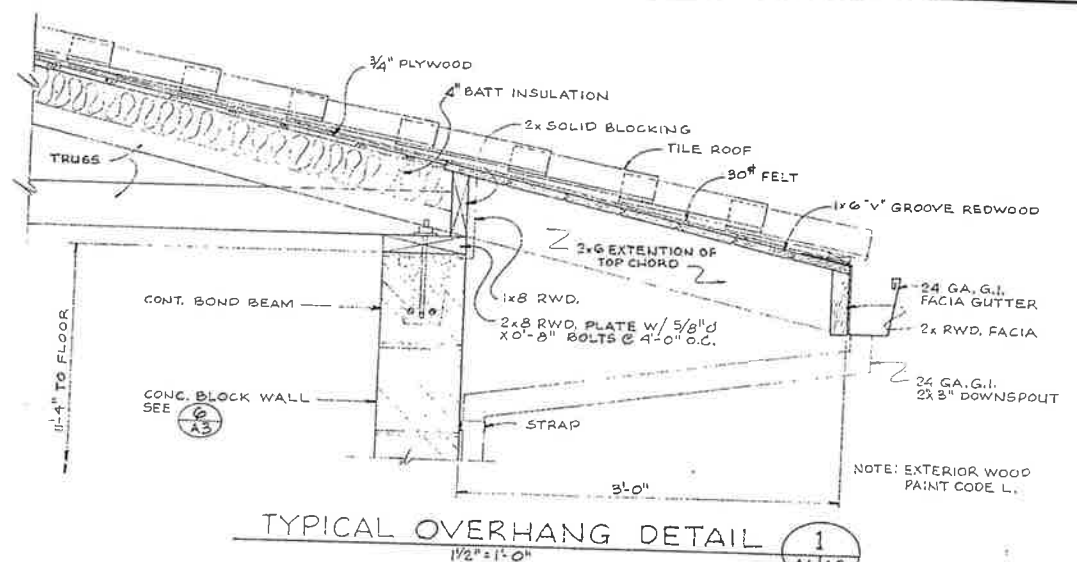 3/4" PLYWOOD
4" BATT INSULATION
2x SOLID BLOCKING
TILE ROOF
30# FELT
1x6 "V" GROOVE REDWOOD
TRUSS
2x6 EXTENTION OF
TOP CHORD
24 GA. G.I.
FACIA GUTTER
2x RWD. FACIA
CONT. BOND BEAM
1x8 RWD.
2x8 RWD. PLATE W/ 5/8"Ø
x0'-8" BOLTS @ 4'-0" O.C.
11'-4" TO FLOOR
CONC. BLOCK WALL
SEE 6
A3
24 GA. G.I.
2x3" DOWNSPOUT
STRAP
3'-0"
NOTE: EXTERIOR WOOD
PAINT CODE L.
TYPICAL OVERHANG DETAIL
1
1 1/2" = 1'-0"